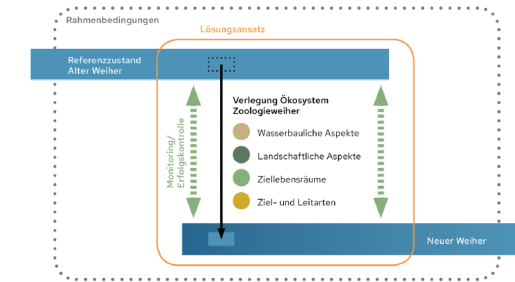 Rahmenbedingungen
Lösungsansatz
Referenzzustand
Alter Weiher
Verlegung Ökosystem
Zoologieweiher
Wasserbauliche Aspekte
Landschaftliche Aspekte
Ziellebensräume
Ziel- und Leitarten
Monitoring/
Erfolgskontrolle
Neuer Weiher